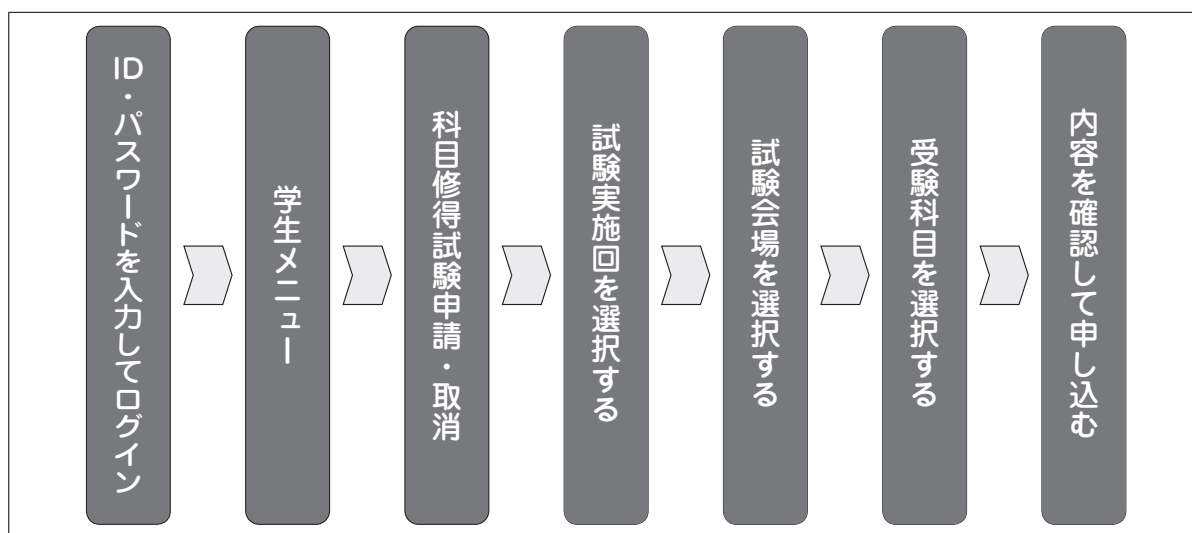 ID・パスワードを入力してログイン
学生メニュー
科目修得試験申請・取消
試験実施回を選択する
試験会場を選択する
受験科目を選択する
内容を確認して申し込む